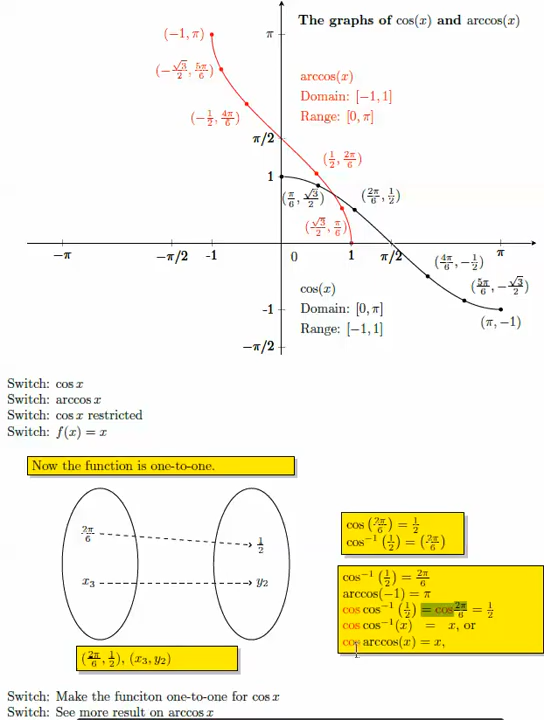 The graphs of cos(x) and arccos(x)
(−1, π)
π
(−√3/2, 5π/6)
arccos(x)
Domain: [−1, 1]
Range: [0, π]
(−1/2, 4π/6)
π/2
(1/2, 2π/6)
1
(π/6, √3/2)
(2π/6, 1/2)
(√3/2, π/6)
−π
−π/2
-1
0
1
π/2
π
(4π/6, −1/2)
(5π/6, −√3/2)
cos(x)
Domain: [0, π]
Range: [−1, 1]
-1
(π, −1)
−π/2
Switch: cos x
Switch: arccos x
Switch: cos x restricted
Switch: f(x) = x
Now the function is one-to-one.
2π/6
1/2
x₃
y₂
(2π/6, 1/2), (x₃, y₂)
cos (2π/6) = 1/2
cos⁻¹ (1/2) = (2π/6)
cos⁻¹ (1/2) = 2π/6
arccos(−1) = π
cos cos⁻¹ (1/2) = cos 2π/6 = 1/2
cos cos⁻¹(x) = x, or
cos arccos(x) = x,
Switch: Make the funciton one-to-one for cos x
Switch: See more result on arccos x